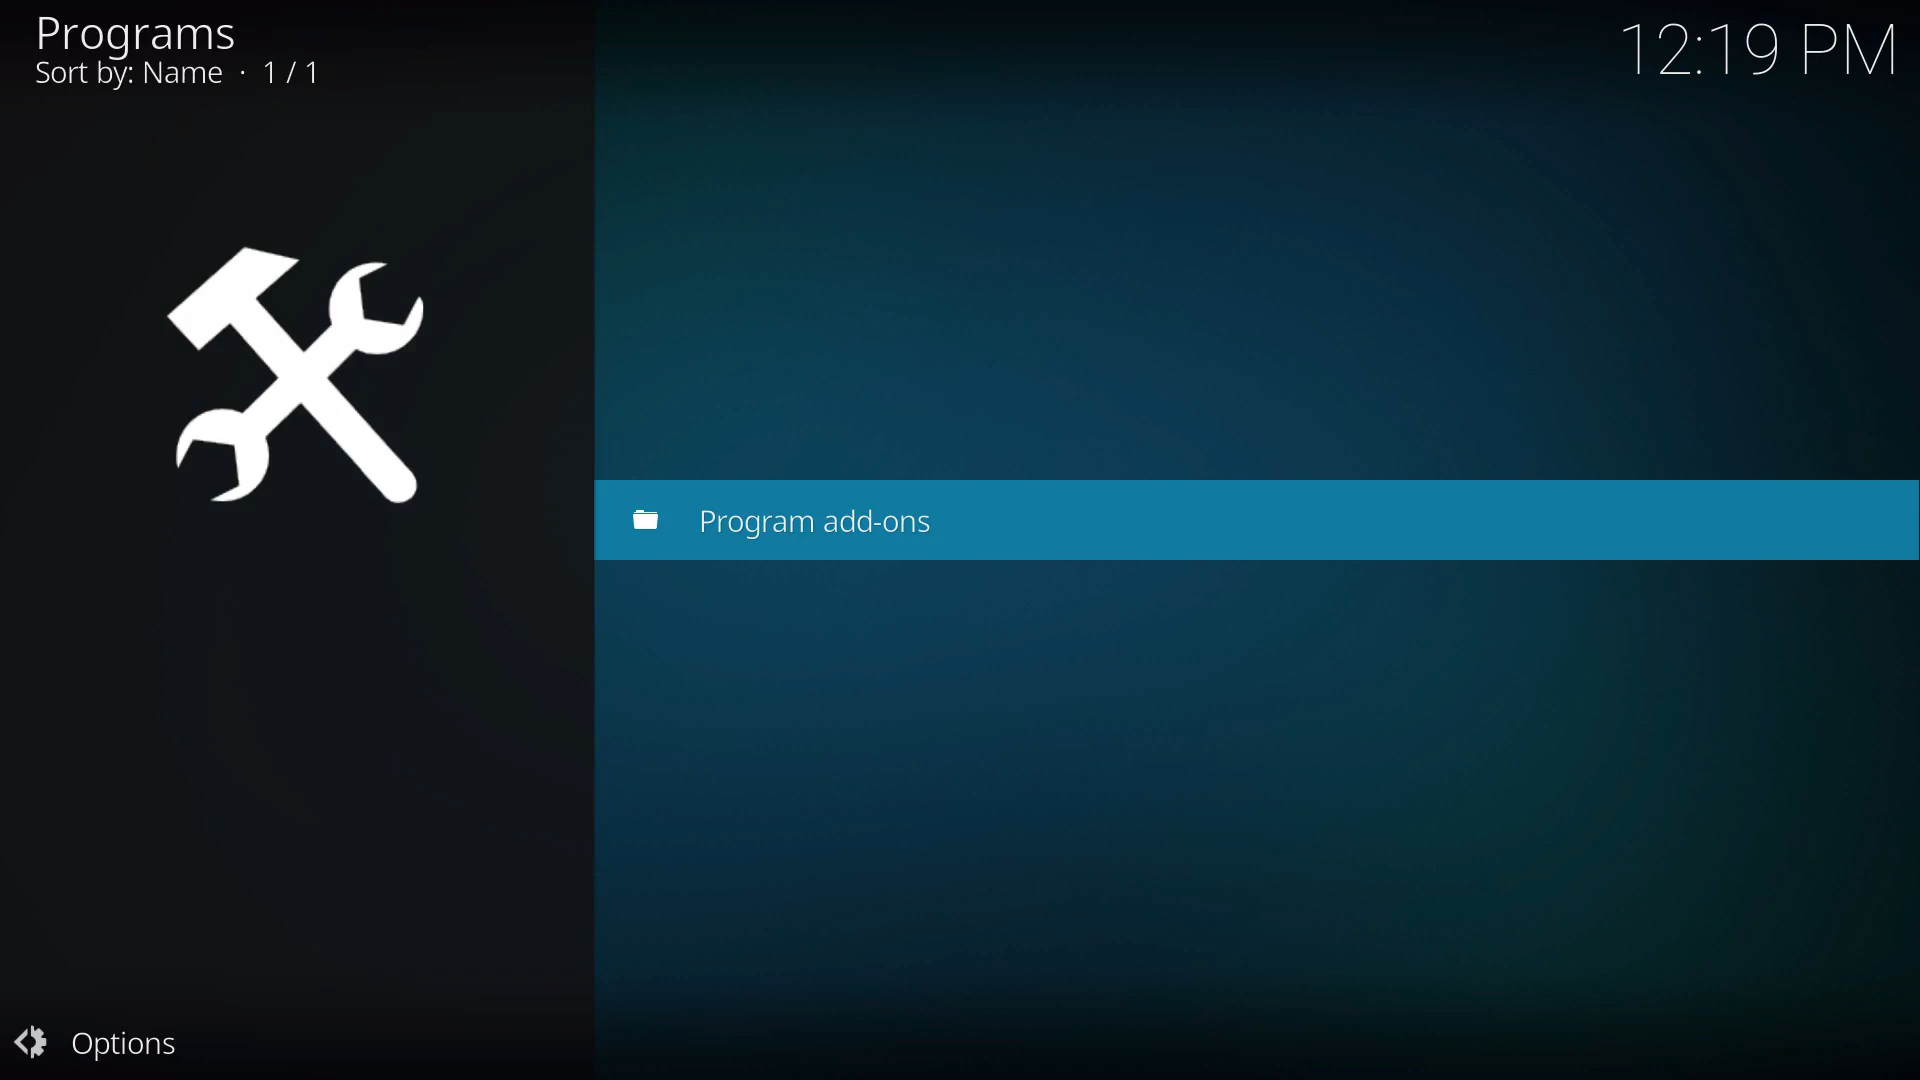 Programs
Sort by: Name · 1 / 1
12:19 PM
Program add-ons
Options